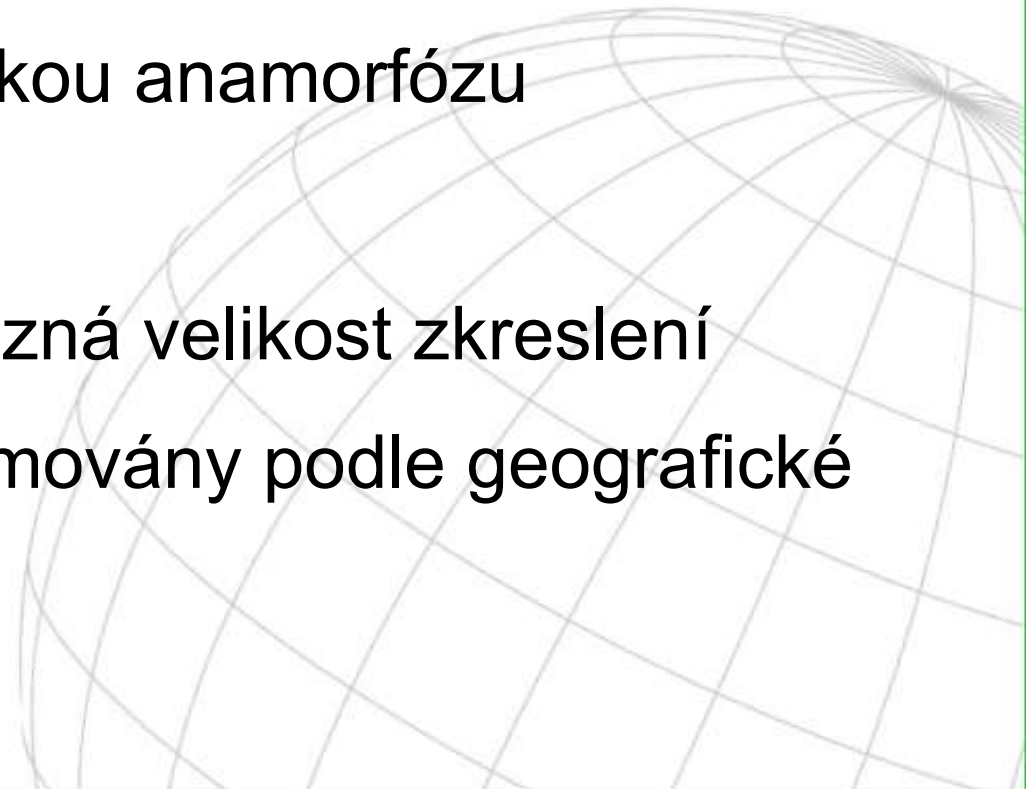 kou anamorfózu
zná velikost zkreslení
movány podle geografické